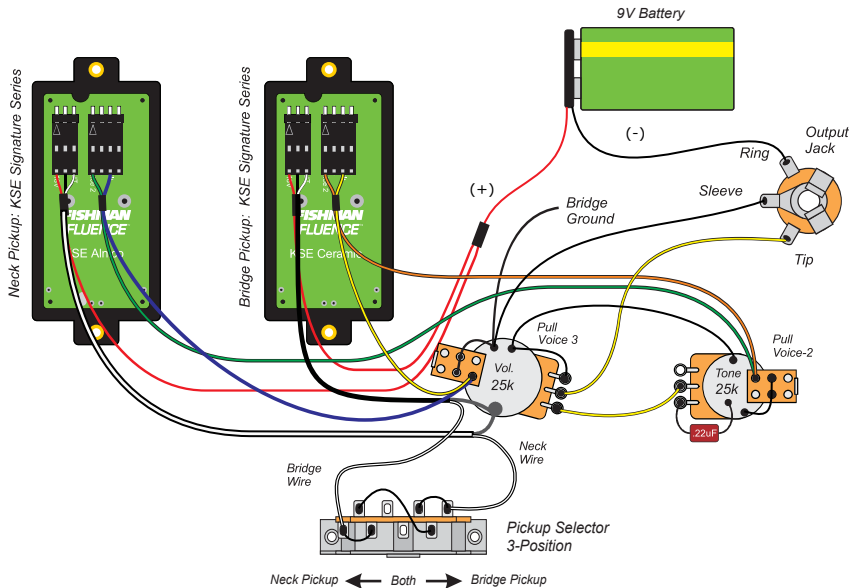 9V Battery
Neck Pickup: KSE Signature Series
Bridge Pickup: KSE Signature Series
(-)
Output
Jack
Ring
(+)
Sleeve
Bridge
Ground
FISHMAN
FLUENCE
KSE Ceramic
FISHMAN
FLUENCE
KSE Alnico
Tip
Pull
Voice 3
Pull
Voice-2
Vol.
25k
Tone
25k
.22uF
Neck
Wire
Bridge
Wire
Pickup Selector
3-Position
Neck Pickup
Both
Bridge Pickup